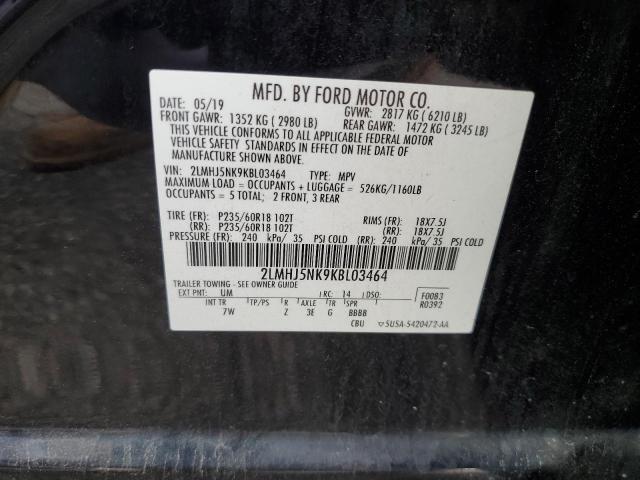 MFD. BY FORD MOTOR CO.
DATE: 05/19 GVWR: 2817 KG ( 6210 LB)
FRONT GAWR: 1352 KG ( 2980 LB) REAR GAWR: 1472 KG ( 3245 LB)
THIS VEHICLE CONFORMS TO ALL APPLICABLE FEDERAL MOTOR
VEHICLE SAFETY STANDARDS IN EFFECT ON THE DATE OF
MANUFACTURE SHOWN ABOVE.
VIN: 2LMHJ5NK9KBL03464 TYPE: MPV
MAXIMUM LOAD = OCCUPANTS + LUGGAGE = 526KG/1160LB
OCCUPANTS = 5 TOTAL; 2 FRONT, 3 REAR
TIRE (FR): P235/60R18 102T RIMS (FR): 18X7.5J
(RR): P235/60R18 102T (RR): 18X7.5J
PRESSURE (FR): 240 kPa/ 35 PSI COLD (RR): 240 kPa/ 35 PSI COLD
2LMHJ5NK9KBL03464
TRAILER TOWING - SEE OWNER GUIDE
EXT PNT: UM RC: 14 DSO: F0083
INT TR TP/PS R AXLE TR SPR R0392
7W Z 3E G BBBB
CBU 5U5A-5420472-AA